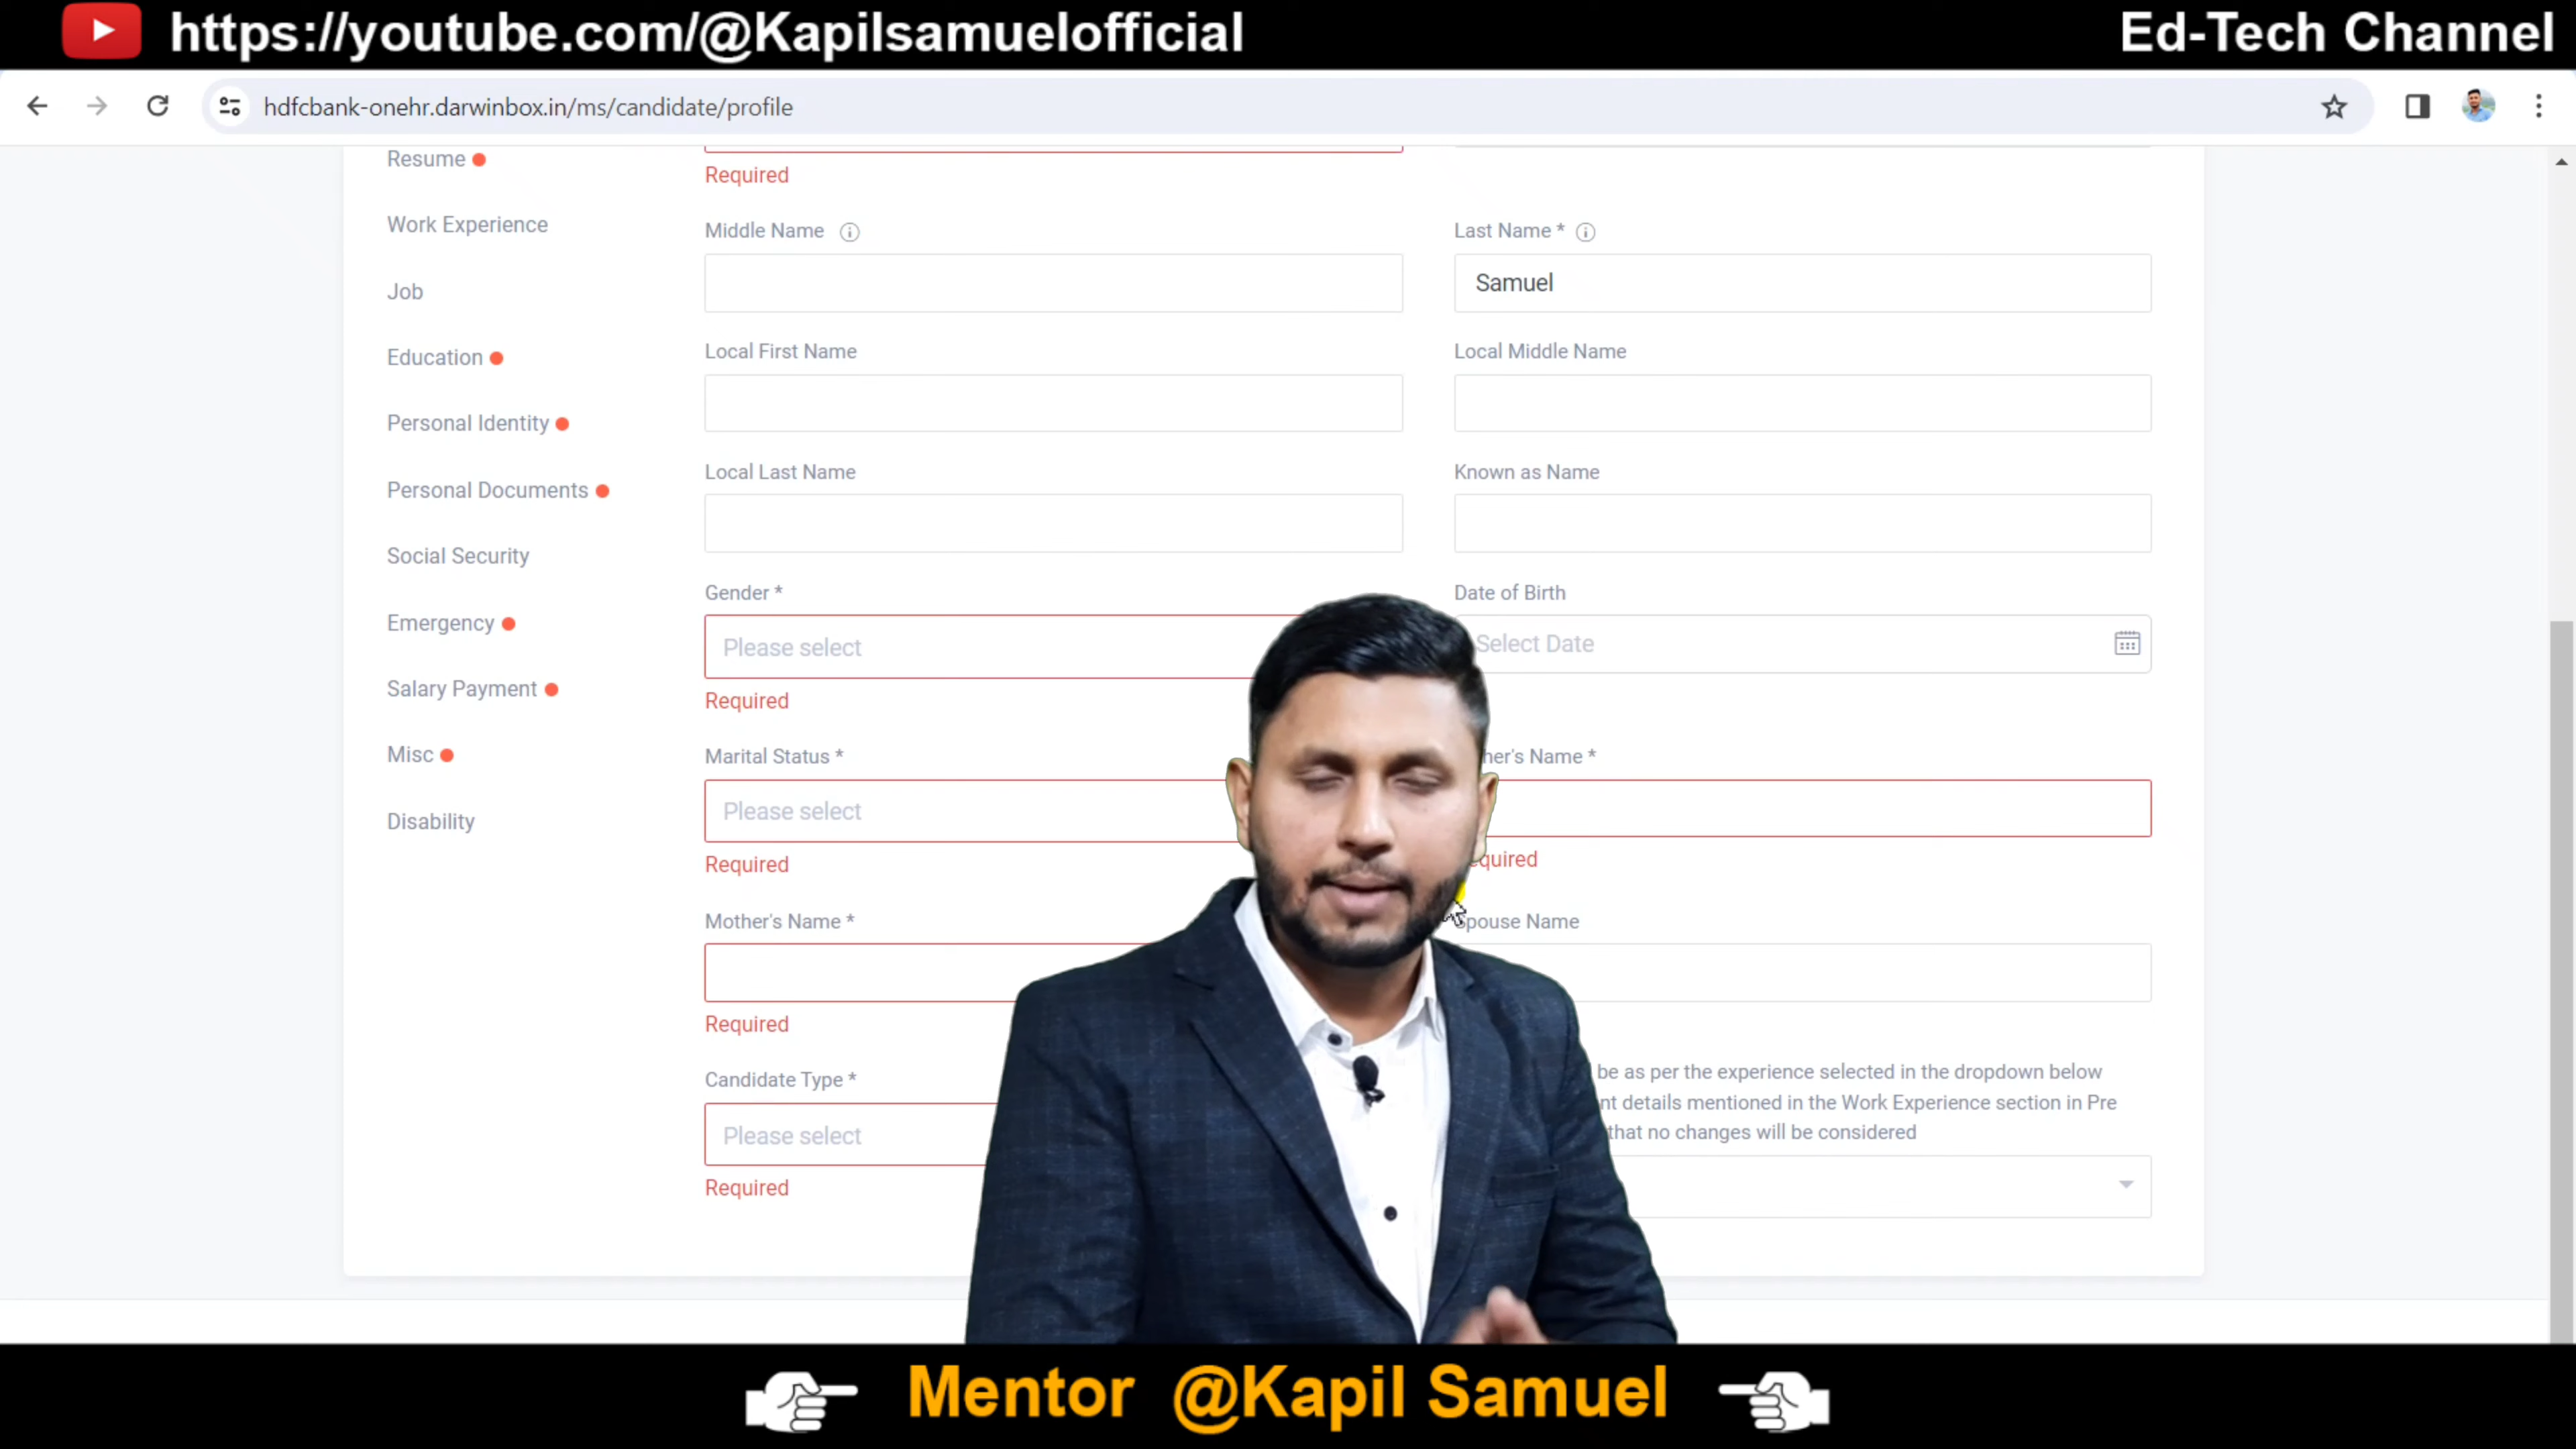 https://youtube.com/@Kapilsamuelofficial
Ed-Tech Channel
hdfcbank-onehr.darwinbox.in/ms/candidate/profile
Resume
Required
Work Experience
Middle Name
Last Name *
Samuel
Job
Local First Name
Local Middle Name
Education
Personal Identity
Local Last Name
Known as Name
Personal Documents
Social Security
Gender *
Date of Birth
Emergency
Please select
Select Date
Salary Payment
Required
Misc
Marital Status *
her's Name *
Please select
Disability
Required
quired
Mother's Name *
Spouse Name
Required
Candidate Type *
be as per the experience selected in the dropdown below
nt details mentioned in the Work Experience section in Pre
that no changes will be considered
Please select
Required
Mentor @Kapil Samuel